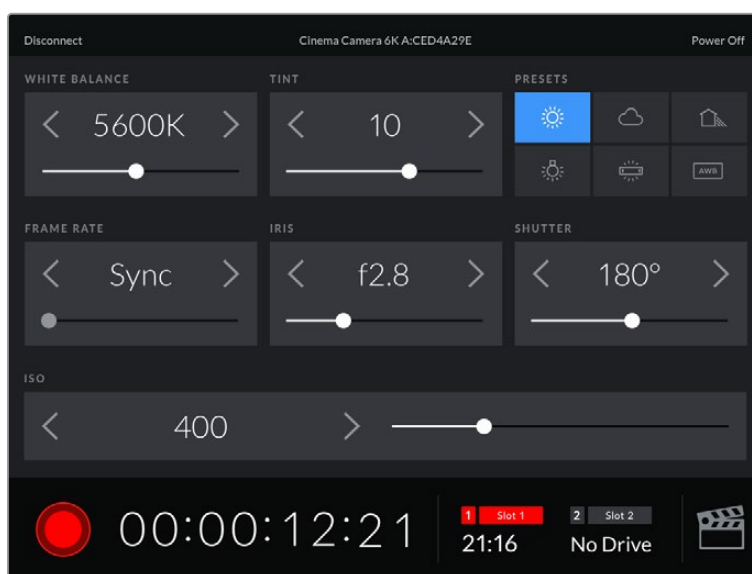 Disconnect Cinema Camera 6K A:CED4A29E Power Off
WHITE BALANCE TINT PRESETS
5600K 10
AWB
FRAME RATE IRIS SHUTTER
Sync f2.8 180°
ISO
400
00:00:12:21
1 Slot 1 2 Slot 2
21:16 No Drive